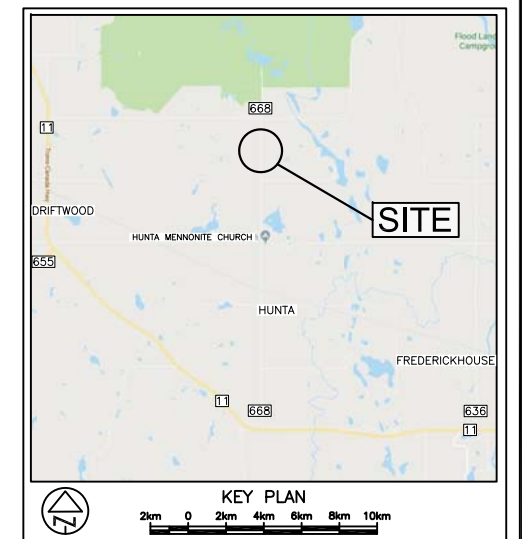 Flood Land
Campgro
668
11
Trans-Canada Hwy
SITE
DRIFTWOOD
HUNTA MENNONITE CHURCH
655
HUNTA
FREDERICKHOUSE
11
668
636
11
N
KEY PLAN
2km 0 2km 4km 6km 8km 10km